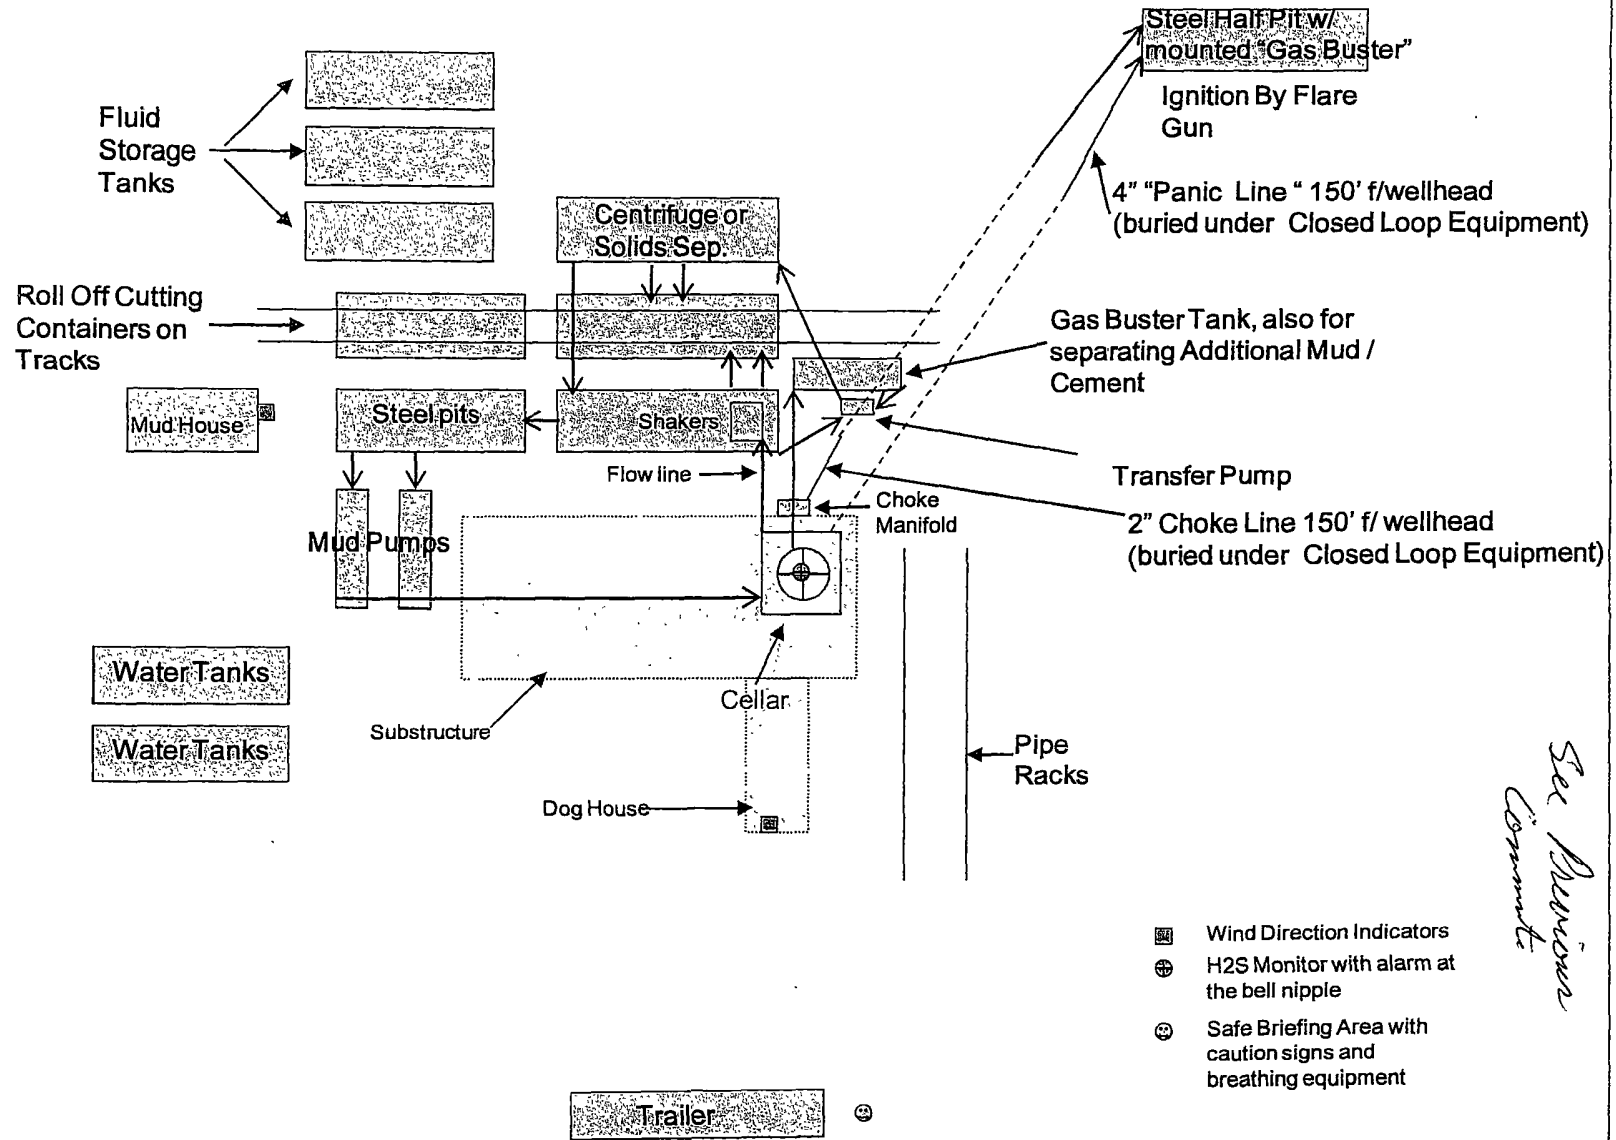 Steel Half Pit w/
mounted “Gas Buster”
Ignition By Flare
Gun
Fluid
Storage
Tanks
4” “Panic Line “ 150’ f/wellhead
(buried under Closed Loop Equipment)
Centrifuge or
Solids Sep.
Roll Off Cutting
Containers on
Tracks
Gas Buster Tank, also for
separating Additional Mud /
Cement
Mud House
Steel pits
Shakers
Flow line
Transfer Pump
Choke
Manifold
2” Choke Line 150’ f/ wellhead
(buried under Closed Loop Equipment)
Mud Pumps
Water Tanks
Water Tanks
Cellar
Substructure
Pipe
Racks
Dog House
See Previous
Comments
Wind Direction Indicators
H2S Monitor with alarm at
the bell nipple
Safe Briefing Area with
caution signs and
breathing equipment
Trailer